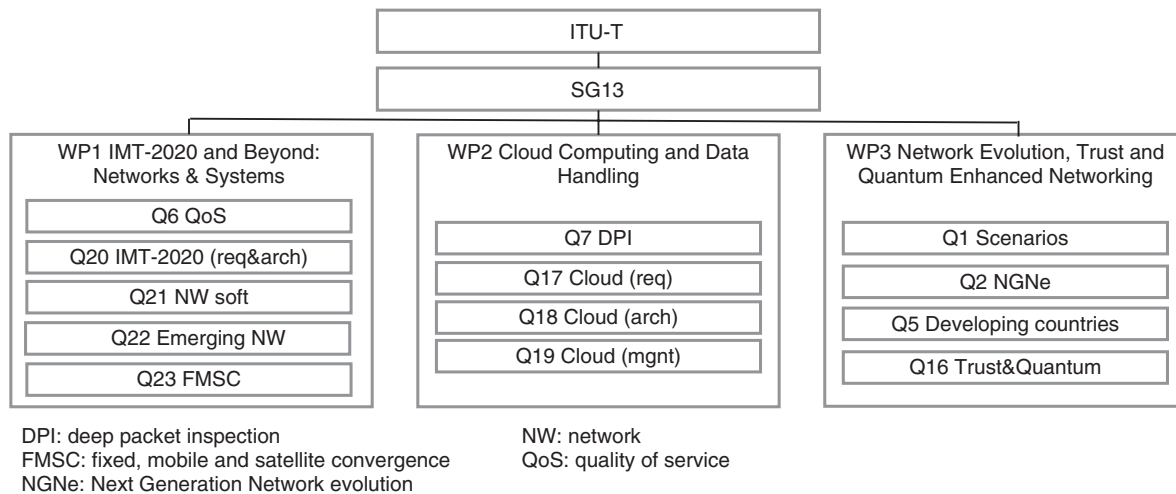 ITU-T
SG13
WP1 IMT-2020 and Beyond:
Networks & Systems
Q6 QoS
Q20 IMT-2020 (req&arch)
Q21 NW soft
Q22 Emerging NW
Q23 FMSC
WP2 Cloud Computing and Data
Handling
Q7 DPI
Q17 Cloud (req)
Q18 Cloud (arch)
Q19 Cloud (mgnt)
WP3 Network Evolution, Trust and
Quantum Enhanced Networking
Q1 Scenarios
Q2 NGNe
Q5 Developing countries
Q16 Trust&Quantum
DPI: deep packet inspection
FMSC: fixed, mobile and satellite convergence
NGNe: Next Generation Network evolution
NW: network
QoS: quality of service